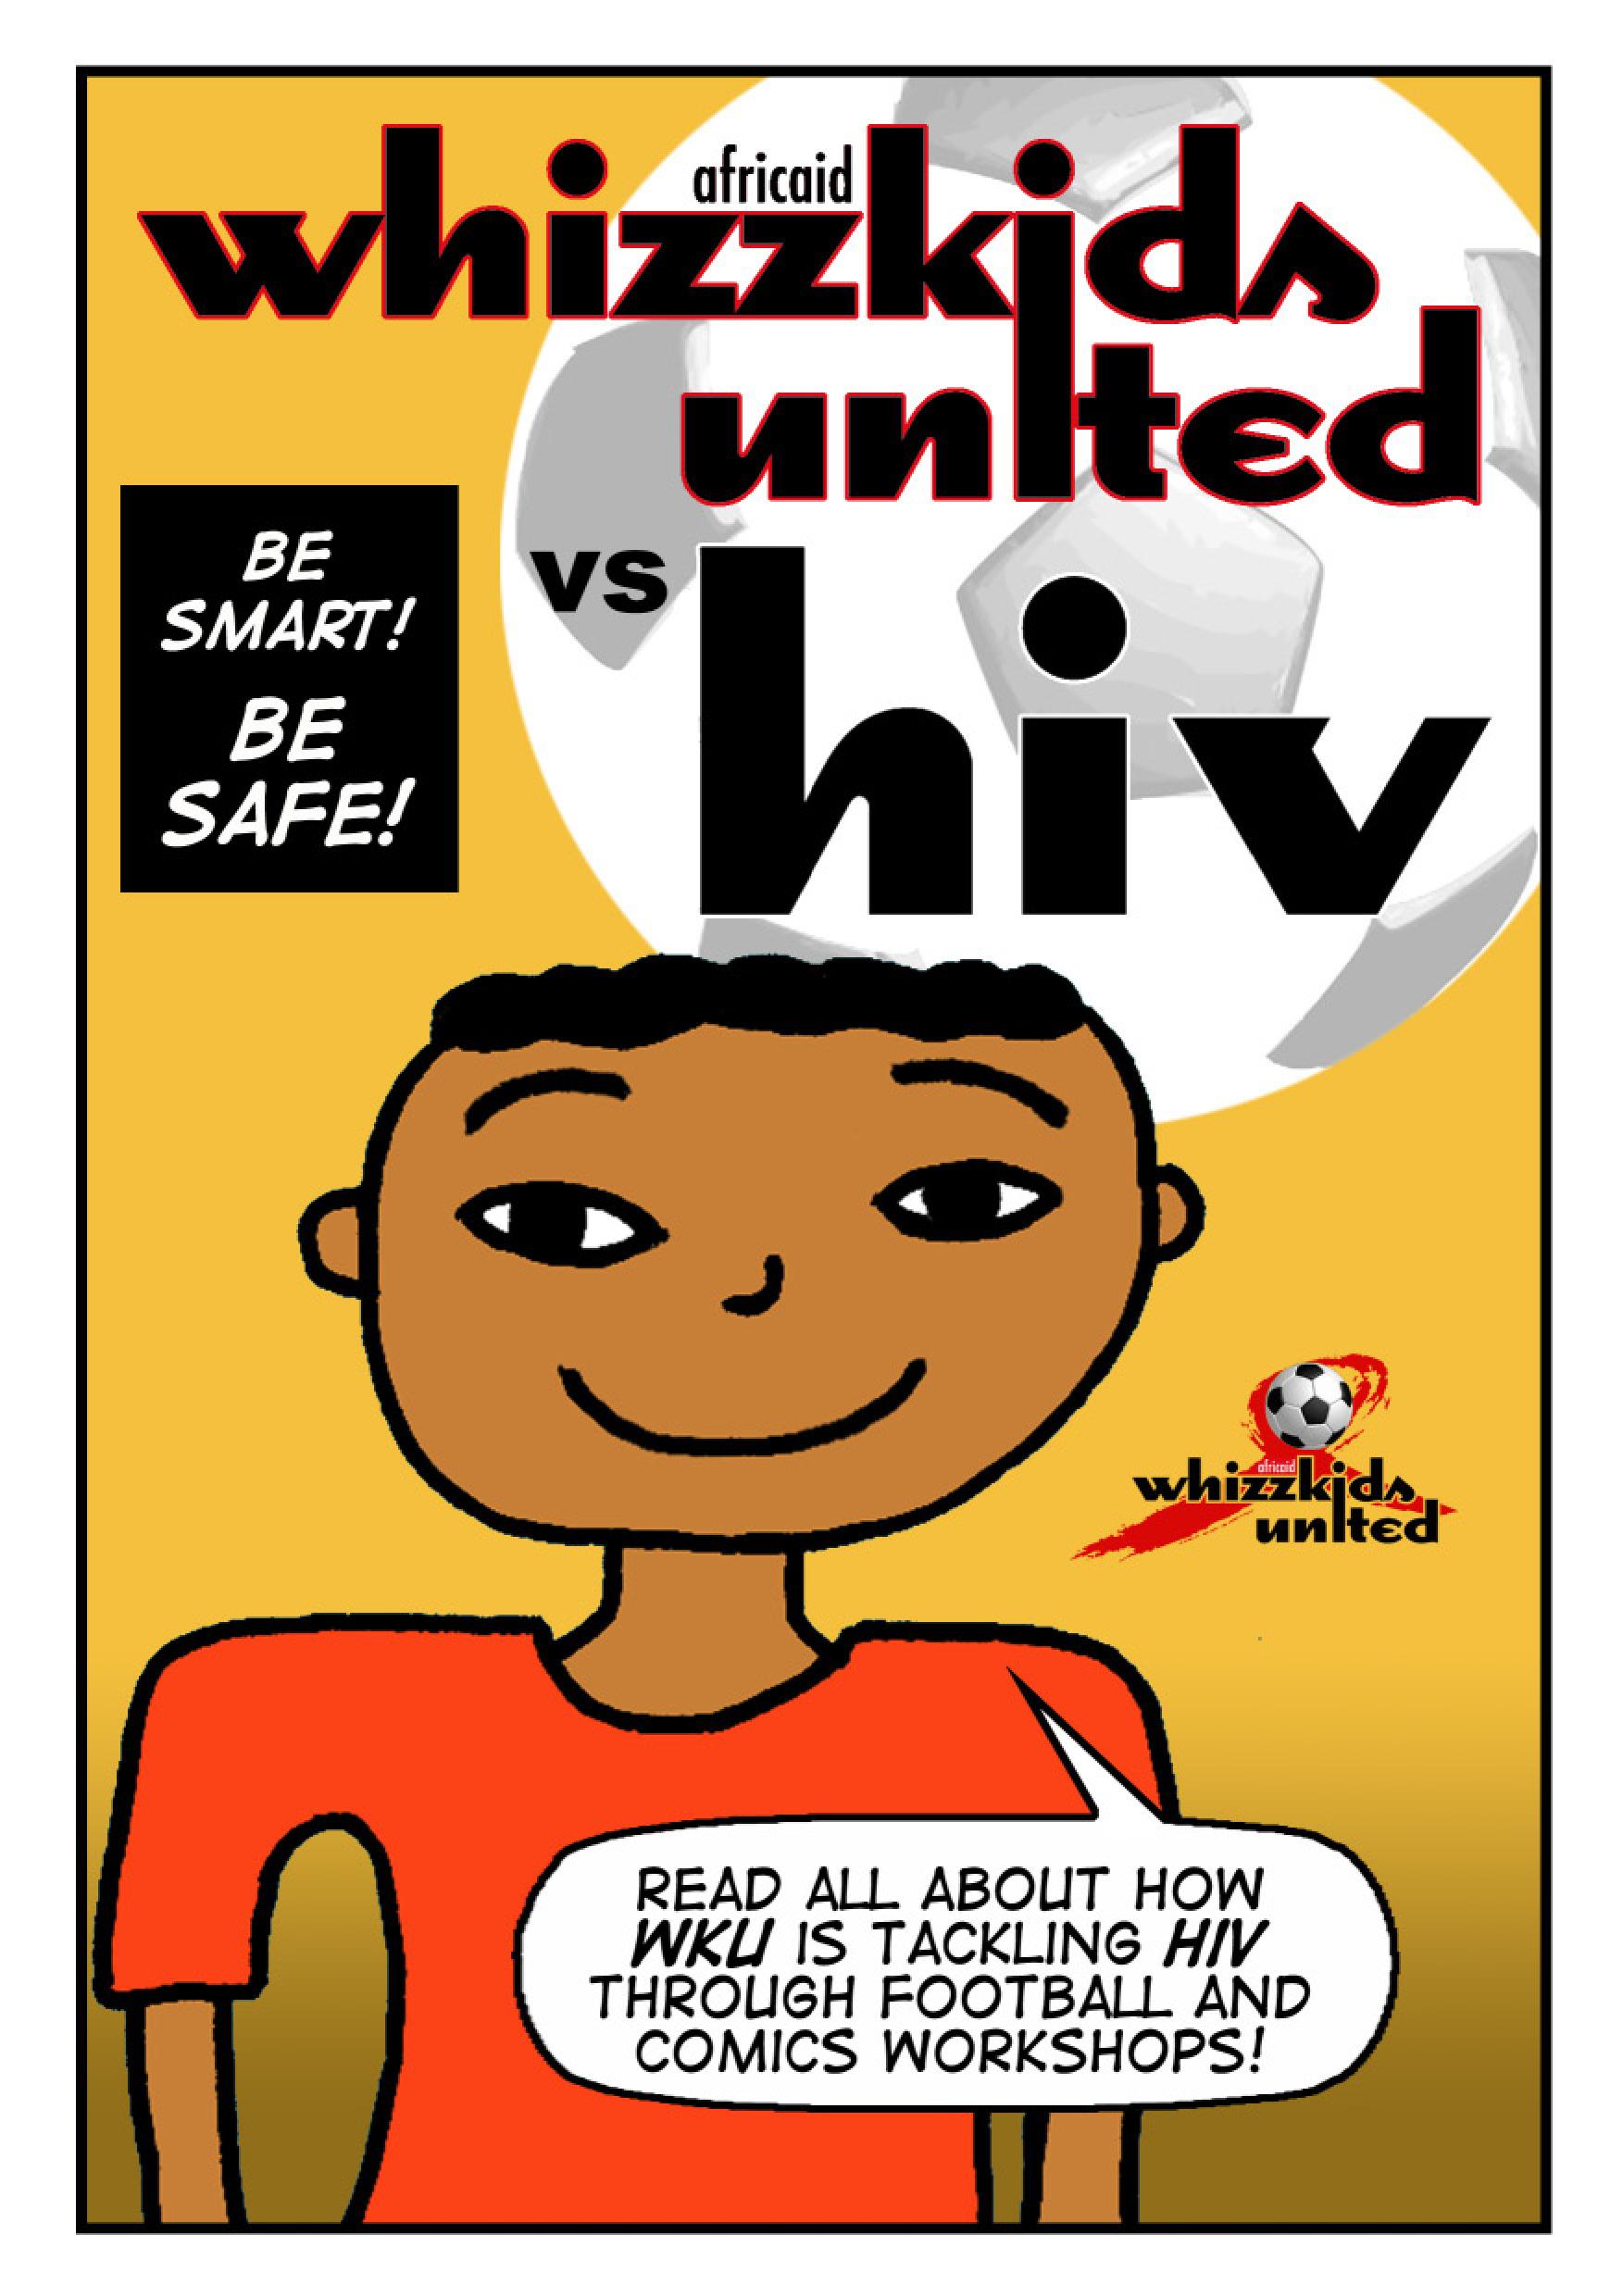 africaid
whizzkids
united
vs
hiv
BE
SMART!
BE
SAFE!
africaid
whizzkids
united
READ ALL ABOUT HOW
WKU IS TACKLING HIV
THROUGH FOOTBALL AND
COMICS WORKSHOPS!